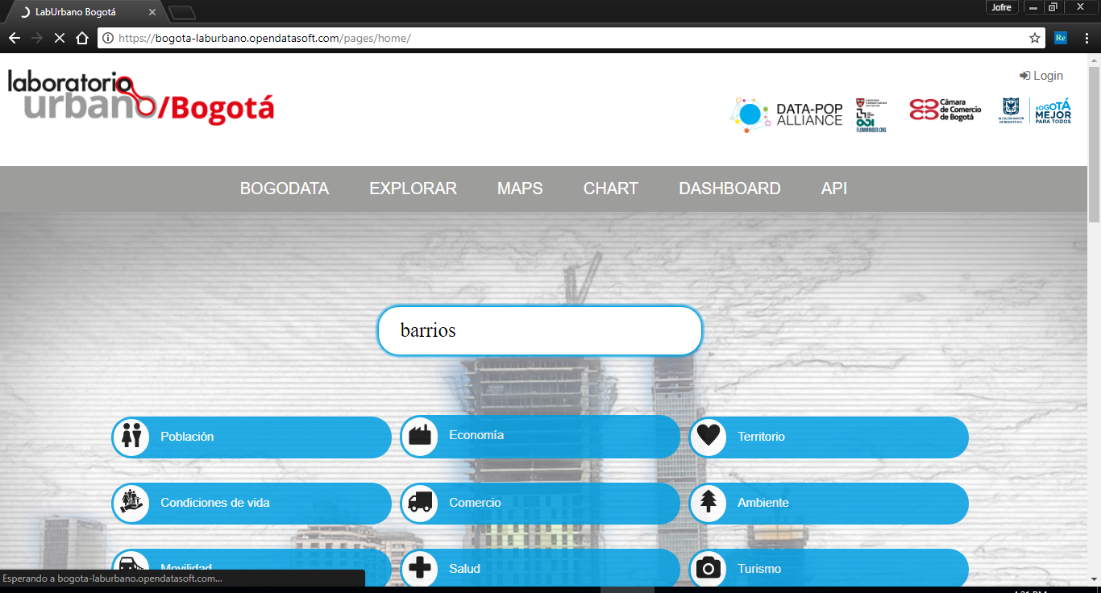 LabUrbano Bogotá
Jofre
https://bogota-laburbano.opendatasoft.com/pages/home/
Re
Login
laboratorio
urbano/Bogotá
DATA-POP
ALLIANCE
Cámara
de Comercio
de Bogotá
BOGOTÁ
MEJOR
PARA TODOS
BOGODATA EXPLORAR MAPS CHART DASHBOARD API
barrios
Población Economía Territorio
Condiciones de vida Comercio Ambiente
Movilidad Salud Turismo
Esperando a bogota-laburbano.opendatasoft.com...